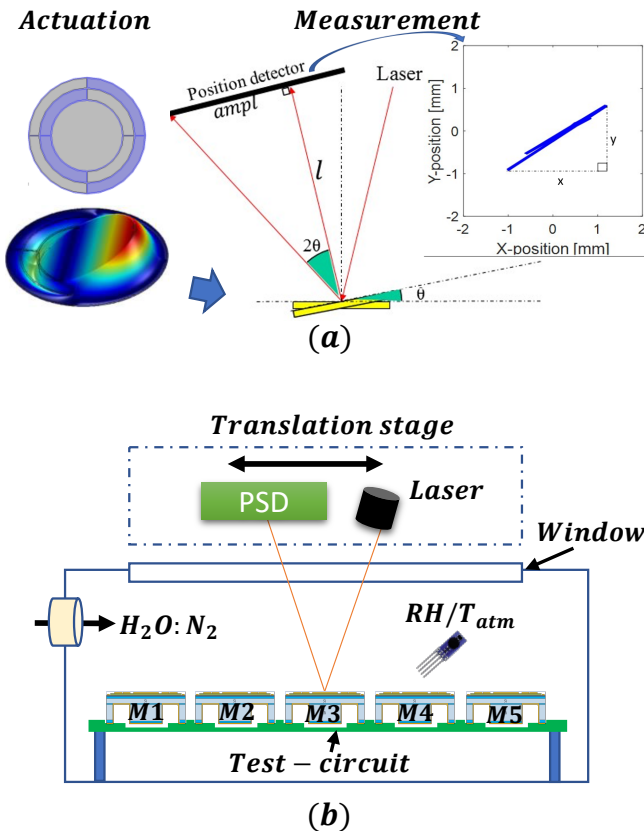 Actuation
Measurement
Position detector
ampl
Laser
l
2θ
θ
2
1
0
-1
-2
Y-position [mm]
y
x
-2 -1 0 1 2
X-position [mm]
(a)
Translation stage
PSD
Laser
Window
H₂O: N₂
RH/Tₐₜₘ
M1 M2 M3 M4 M5
Test − circuit
(b)